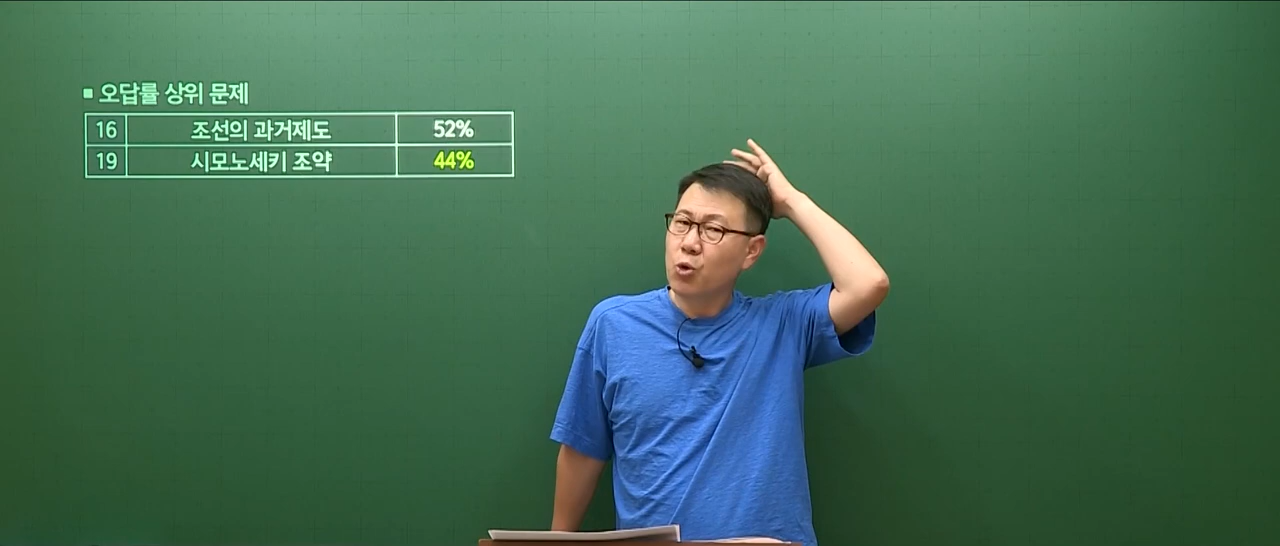 ■ 오답률 상위 문제
16 조선의 과거제도 52%
19 시모노세키 조약 44%